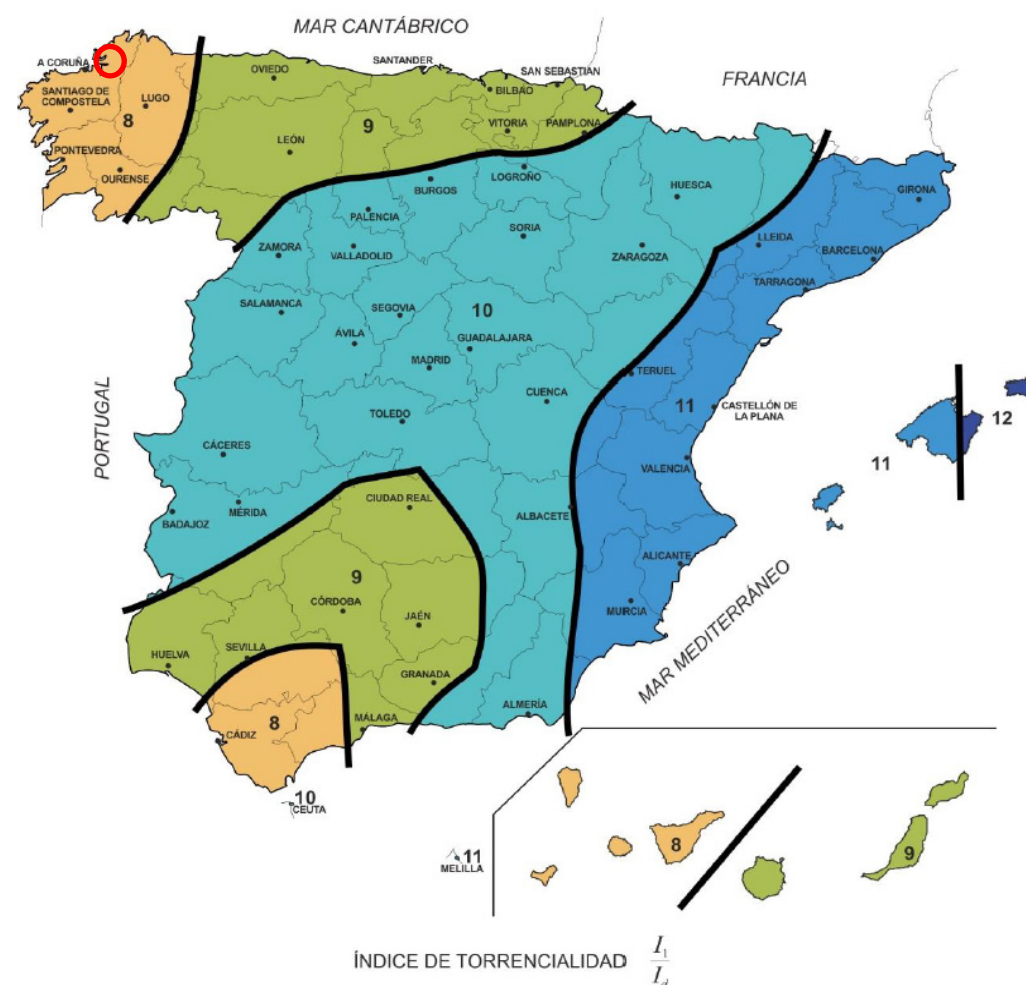 MAR CANTÁBRICO
A CORUÑA
SANTIAGO DE
COMPOSTELA
LUGO
8
PONTEVEDRA
OURENSE
OVIEDO
SANTANDER
SAN SEBASTIAN
BILBAO
VITORIA
PAMPLONA
LEÓN
9
FRANCIA
LOGROÑO
BURGOS
PALENCIA
HUESCA
GIRONA
ZAMORA
VALLADOLID
SORIA
ZARAGOZA
LLEIDA
BARCELONA
TARRAGONA
SALAMANCA
SEGOVIA
10
ÁVILA
GUADALAJARA
MADRID
TERUEL
CUENCA
11
CASTELLÓN DE
LA PLANA
TOLEDO
PORTUGAL
CÁCERES
VALENCIA
11
12
MÉRIDA
BADAJOZ
CIUDAD REAL
ALBACETE
ALICANTE
9
CÓRDOBA
JAÉN
MURCIA
MAR MEDITERRÁNEO
HUELVA
SEVILLA
GRANADA
ALMERÍA
8
CÁDIZ
MÁLAGA
10
CEUTA
11
MELILLA
8
9
ÍNDICE DE TORRENCIALIDAD I₁/I_d